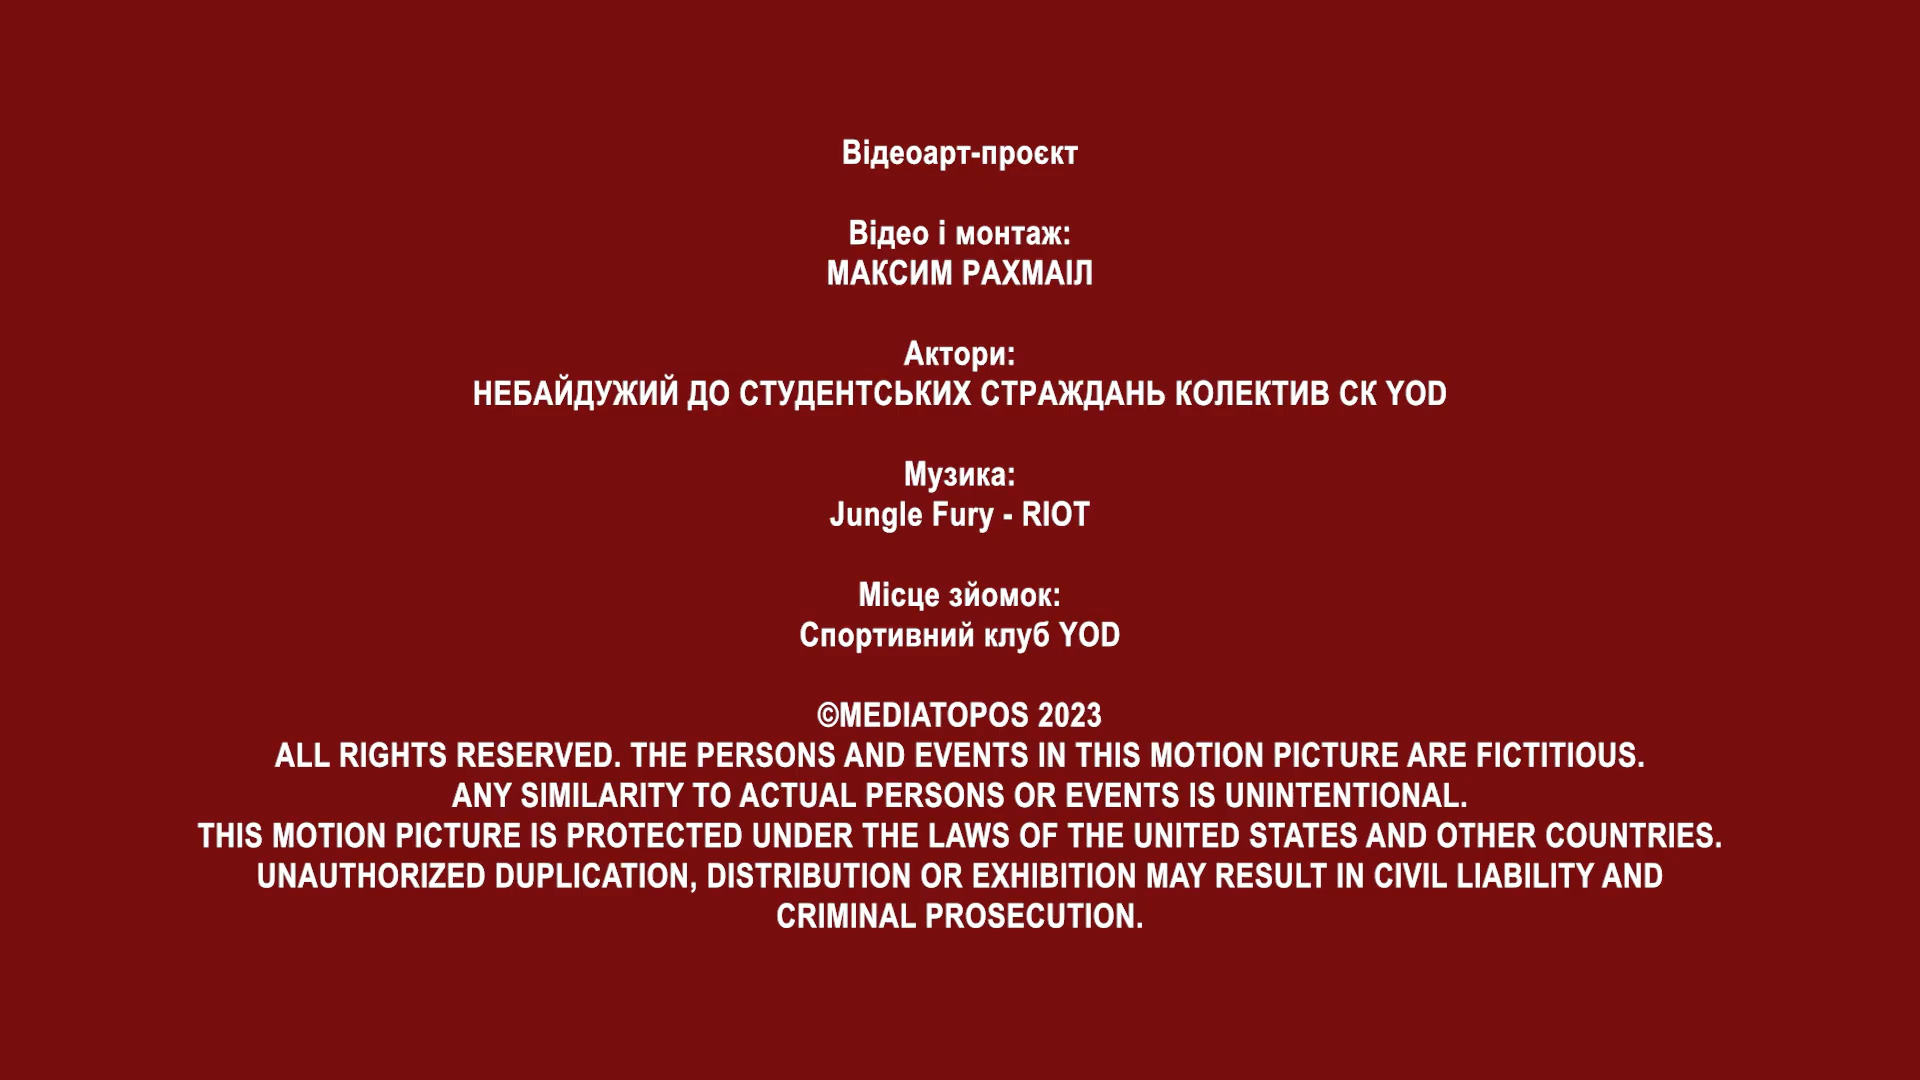 Відеоарт-проєкт
Відео і монтаж:
МАКСИМ РАХМАІЛ
Актори:
НЕБАЙДУЖИЙ ДО СТУДЕНТСЬКИХ СТРАЖДАНЬ КОЛЕКТИВ СК YOD
Музика:
Jungle Fury - RIOT
Місце зйомок:
Спортивний клуб YOD
©MEDIATOPOS 2023
ALL RIGHTS RESERVED. THE PERSONS AND EVENTS IN THIS MOTION PICTURE ARE FICTITIOUS.
ANY SIMILARITY TO ACTUAL PERSONS OR EVENTS IS UNINTENTIONAL.
THIS MOTION PICTURE IS PROTECTED UNDER THE LAWS OF THE UNITED STATES AND OTHER COUNTRIES.
UNAUTHORIZED DUPLICATION, DISTRIBUTION OR EXHIBITION MAY RESULT IN CIVIL LIABILITY AND
CRIMINAL PROSECUTION.